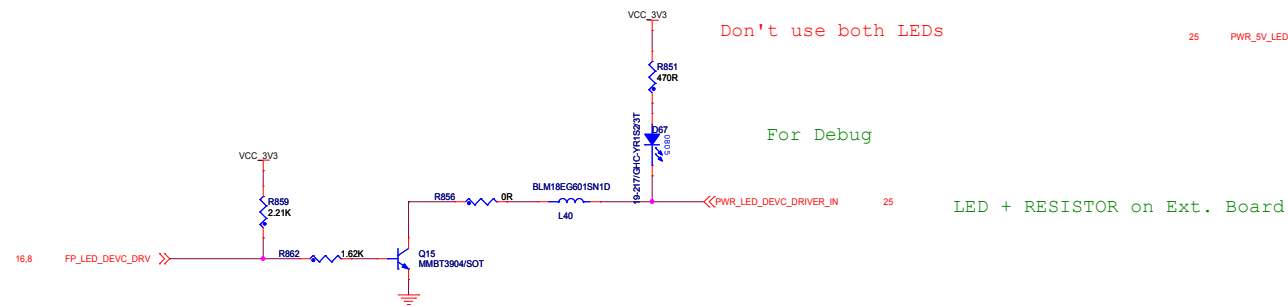 VCC_3V3
Don't use both LEDs
25 PWR_5V_LED
R851
470R
19-217/GHC-YR1S2/3T
D67
0805
For Debug
VCC_3V3
R859
2.21K
R856 0R
BLM18EG601SN1D
L40
PWR_LED_DEVC_DRIVER_IN 25
LED + RESISTOR on Ext. Board
16,8 FP_LED_DEVC_DRV
R862 1.62K
Q15
MMBT3904/SOT